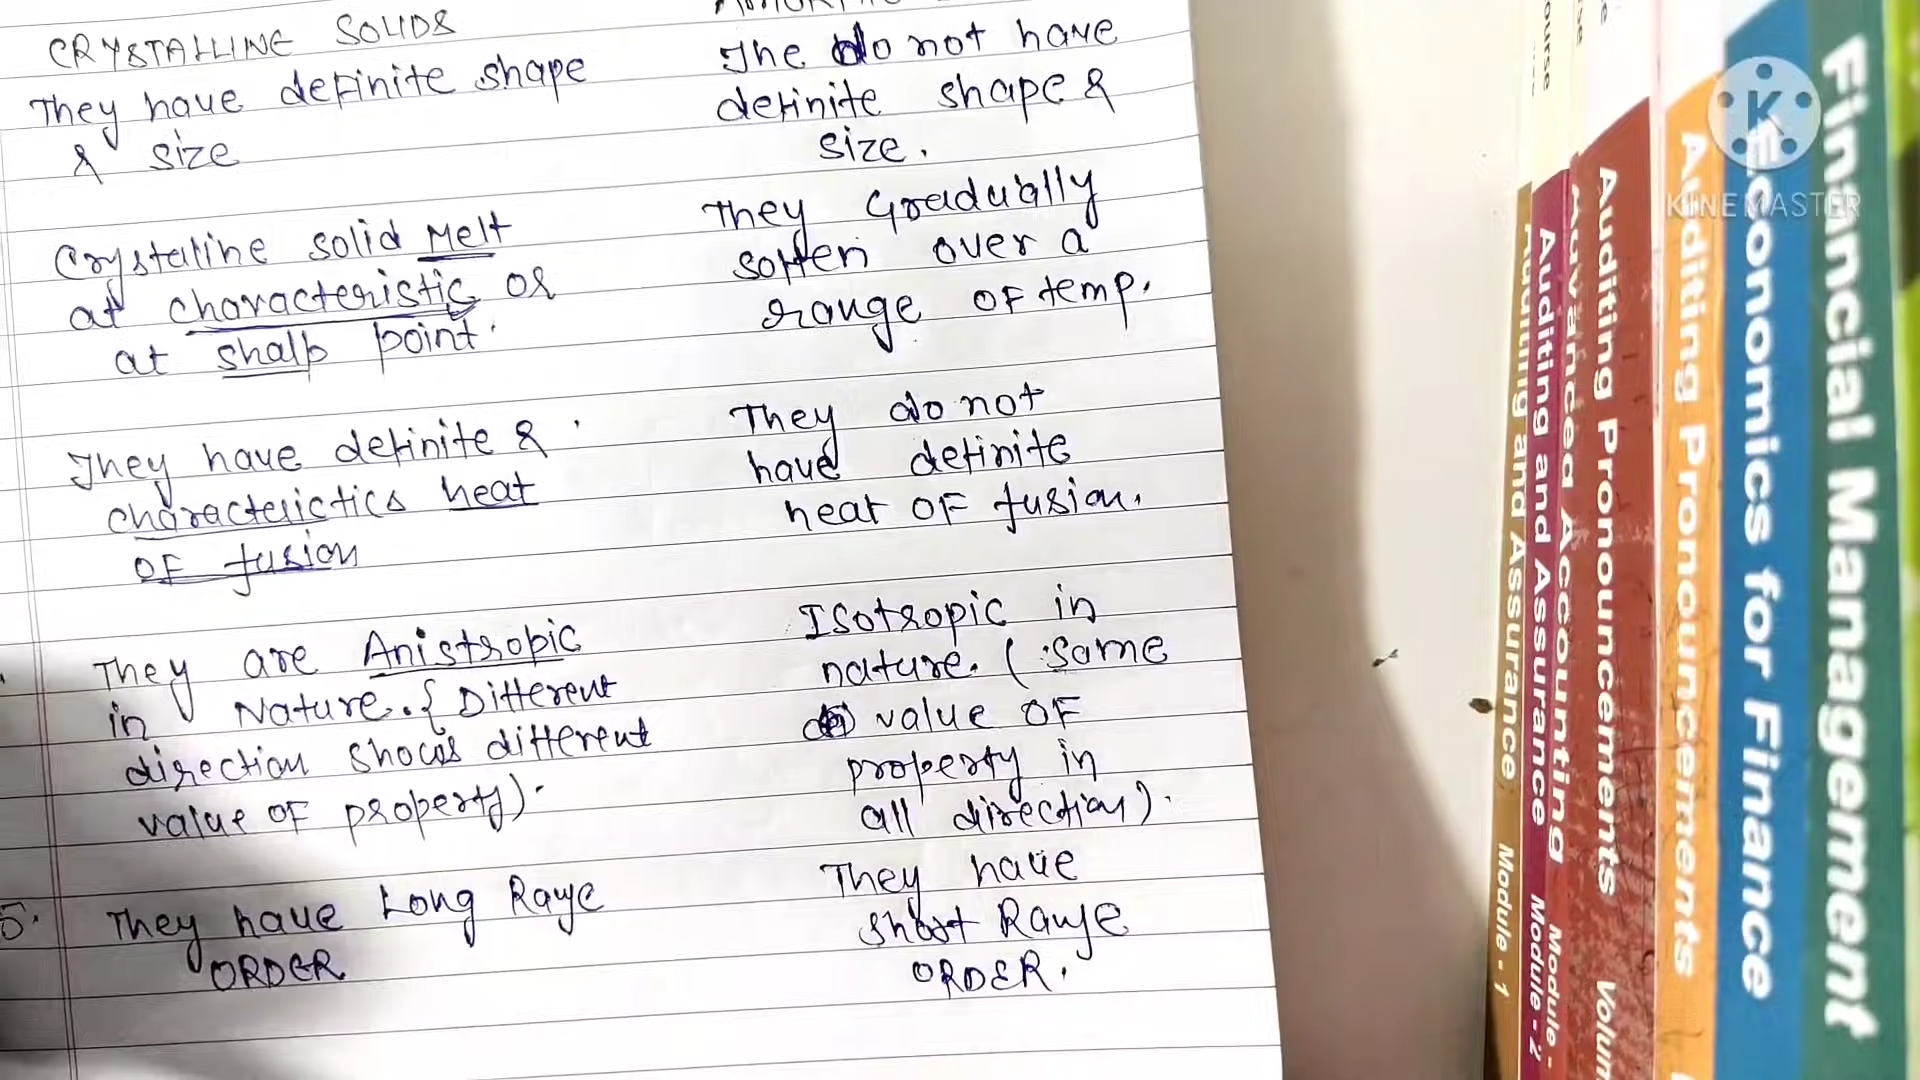 CRYSTALLINE SOLIDS
They have definite shape
& size
Crystaline solid Melt
at characteristic or
at sharp point.
They have definite &
characterictics heat
OF fusion
They are Anistropic
in Nature. { Different
direction shows different
value OF property).
5. They have Long Range
ORDER
The do not have
definite shape &
size.
They Gradually
soften over a
range OF temp.
They do not
have definite
heat OF fusion.
Isotropic in
nature. ( same
value OF
property in
all direction).
They have
short Range
ORDER.
ourse
Auditing and Assurance Module - 1
Auditing and Assurance Module - 2
Advanced Accounting Module -
Auditing Pronouncements Volum
Auditing Pronouncements
Economics for Finance
Financial Management
K
KINEMASTER